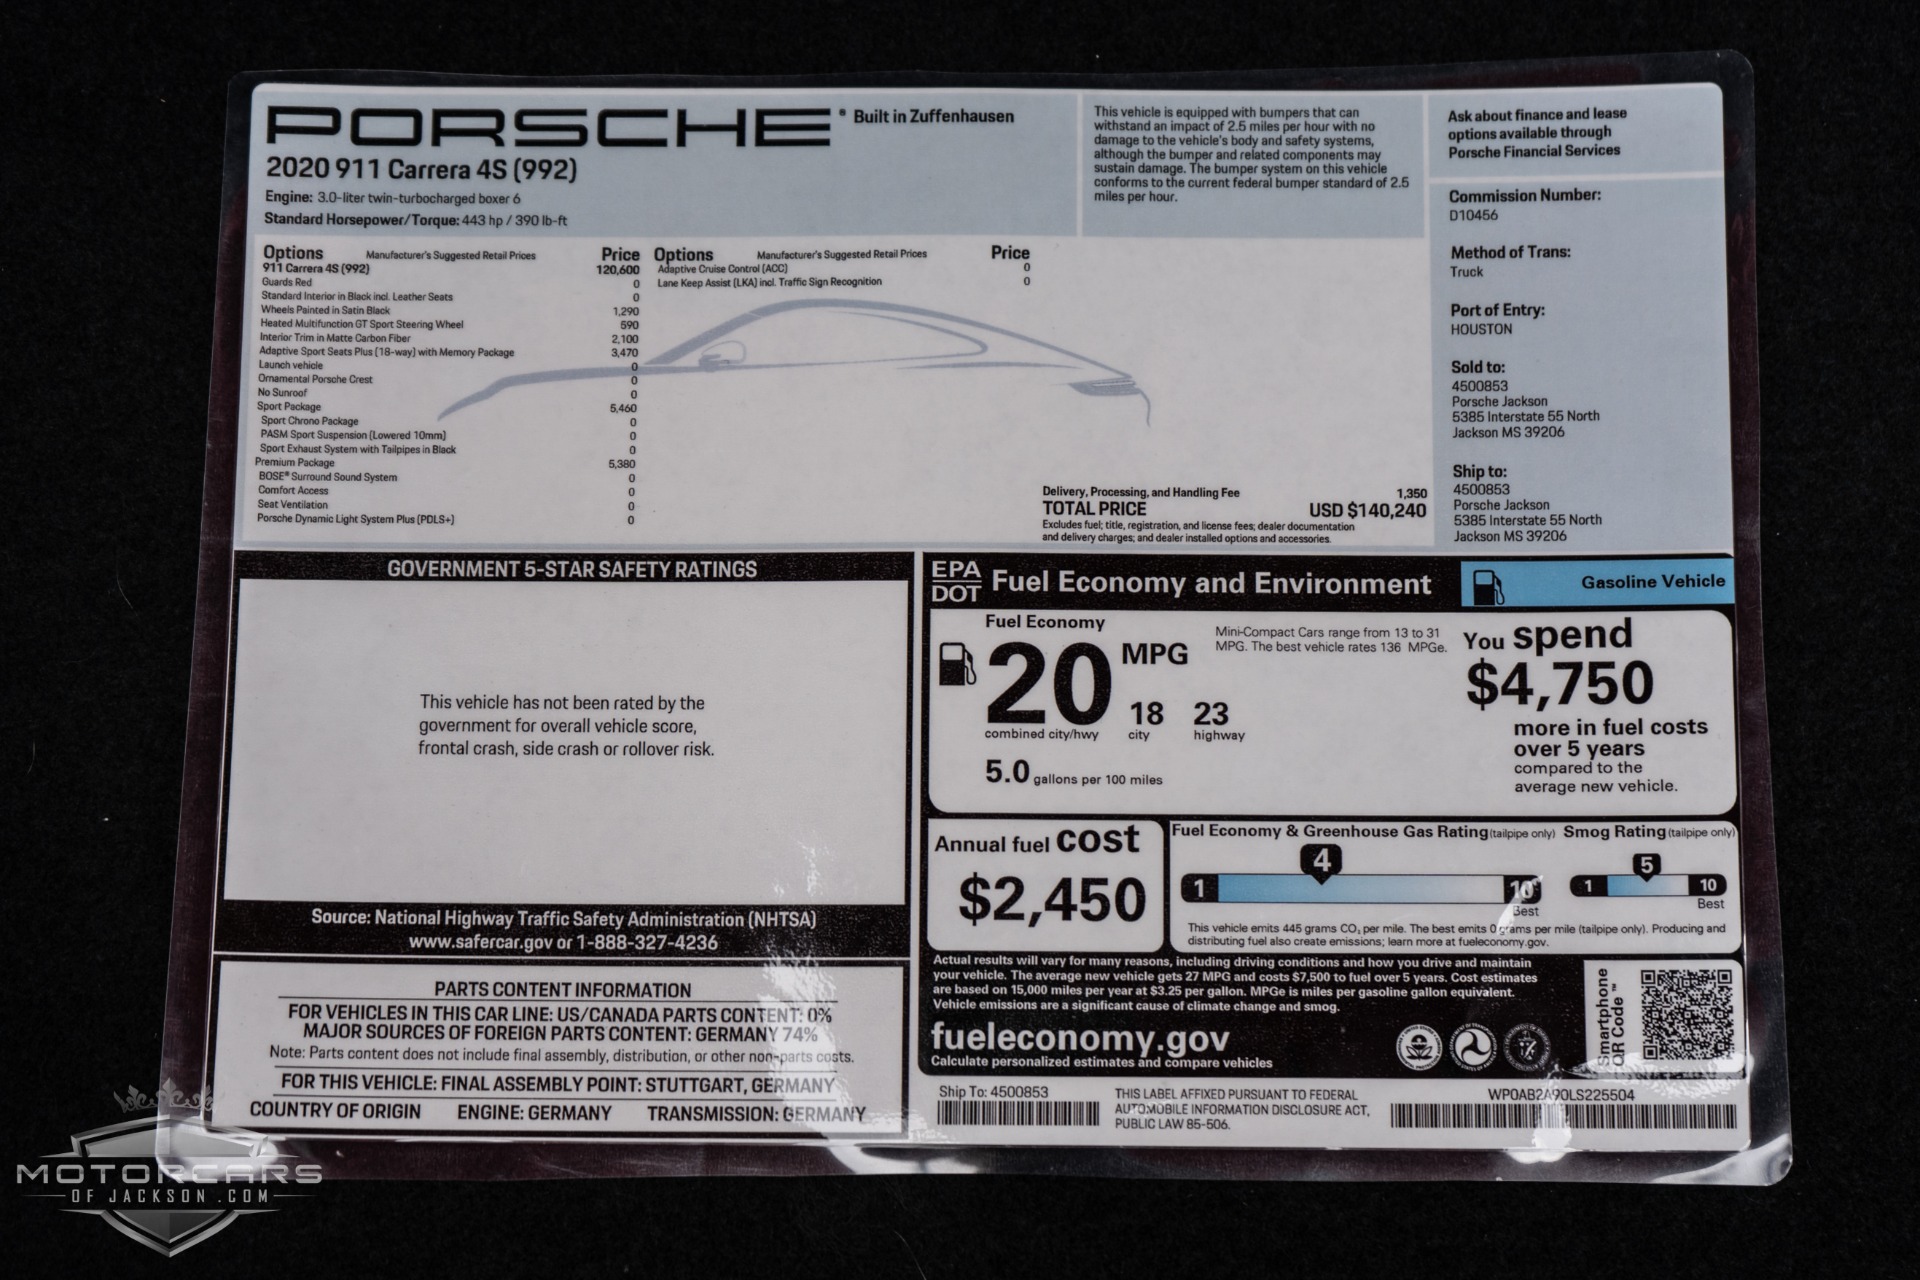 PORSCHE® Built in Zuffenhausen
2020 911 Carrera 4S (992)
Engine: 3.0-liter twin-turbocharged boxer 6
Standard Horsepower/Torque: 443 hp / 390 lb-ft
This vehicle is equipped with bumpers that can
withstand an impact of 2.5 miles per hour with no
damage to the vehicle's body and safety systems,
although the bumper and related components may
sustain damage. The bumper system on this vehicle
conforms to the current federal bumper standard of 2.5
miles per hour.
Ask about finance and lease
options available through
Porsche Financial Services
Commission Number:
D10456
Method of Trans:
Truck
Port of Entry:
HOUSTON
Sold to:
4500853
Porsche Jackson
5385 Interstate 55 North
Jackson MS 39206
Ship to:
4500853
Porsche Jackson
5385 Interstate 55 North
Jackson MS 39206
Options Manufacturer's Suggested Retail Prices Price
911 Carrera 4S (992) 120,600
Guards Red 0
Standard Interior in Black incl. Leather Seats 0
Wheels Painted in Satin Black 1,290
Heated Multifunction GT Sport Steering Wheel 590
Interior Trim in Matte Carbon Fiber 2,100
Adaptive Sport Seats Plus (18-way) with Memory Package 3,470
Launch vehicle 0
Ornamental Porsche Crest 0
No Sunroof 0
Sport Package 5,460
Sport Chrono Package 0
PASM Sport Suspension (Lowered 10mm) 0
Sport Exhaust System with Tailpipes in Black 0
Premium Package 5,380
BOSE® Surround Sound System 0
Comfort Access 0
Seat Ventilation 0
Porsche Dynamic Light System Plus (PDLS+) 0
Options Manufacturer's Suggested Retail Prices Price
Adaptive Cruise Control (ACC) 0
Lane Keep Assist (LKA) incl. Traffic Sign Recognition 0
Delivery, Processing, and Handling Fee 1,350
TOTAL PRICE USD $140,240
Excludes fuel; title, registration, and license fees; dealer documentation
and delivery charges; and dealer installed options and accessories.
GOVERNMENT 5-STAR SAFETY RATINGS
This vehicle has not been rated by the
government for overall vehicle score,
frontal crash, side crash or rollover risk.
Source: National Highway Traffic Safety Administration (NHTSA)
www.safercar.gov or 1-888-327-4236
PARTS CONTENT INFORMATION
FOR VEHICLES IN THIS CAR LINE: US/CANADA PARTS CONTENT: 0%
MAJOR SOURCES OF FOREIGN PARTS CONTENT: GERMANY 74%
Note: Parts content does not include final assembly, distribution, or other non-parts costs.
FOR THIS VEHICLE: FINAL ASSEMBLY POINT: STUTTGART, GERMANY
COUNTRY OF ORIGIN ENGINE: GERMANY TRANSMISSION: GERMANY
EPA
DOT
Fuel Economy and Environment
Gasoline Vehicle
Fuel Economy
20 MPG
combined city/hwy
18
city
23
highway
5.0 gallons per 100 miles
Mini-Compact Cars range from 13 to 31
MPG. The best vehicle rates 136 MPGe.
You spend
$4,750
more in fuel costs
over 5 years
compared to the
average new vehicle.
Annual fuel cost
$2,450
Fuel Economy & Greenhouse Gas Rating (tailpipe only)
4
1 10
Best
Smog Rating (tailpipe only)
5
1 10
Best
This vehicle emits 445 grams CO₂ per mile. The best emits 0 grams per mile (tailpipe only). Producing and
distributing fuel also create emissions; learn more at fueleconomy.gov.
Actual results will vary for many reasons, including driving conditions and how you drive and maintain
your vehicle. The average new vehicle gets 27 MPG and costs $7,500 to fuel over 5 years. Cost estimates
are based on 15,000 miles per year at $3.25 per gallon. MPGe is miles per gasoline gallon equivalent.
Vehicle emissions are a significant cause of climate change and smog.
fueleconomy.gov
Calculate personalized estimates and compare vehicles
Smartphone
QR Code™
Ship To: 4500853
THIS LABEL AFFIXED PURSUANT TO FEDERAL
AUTOMOBILE INFORMATION DISCLOSURE ACT,
PUBLIC LAW 85-506.
WP0AB2A90LS225504
MOTORCARS
OF JACKSON.COM